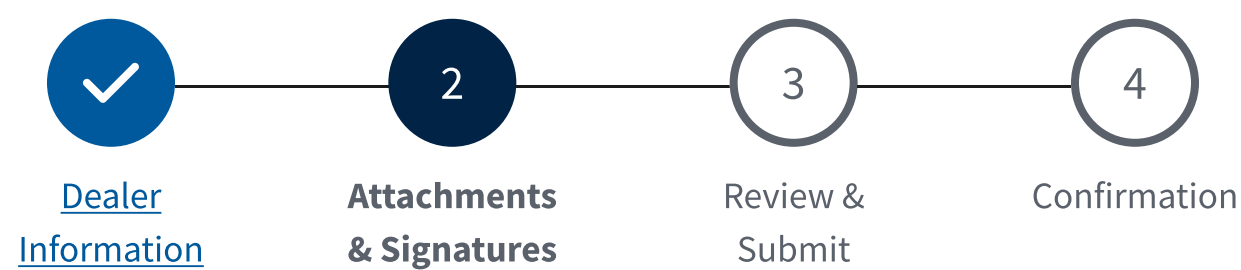 2
3
4
Dealer
Information
Attachments
& Signatures
Review &
Submit
Confirmation